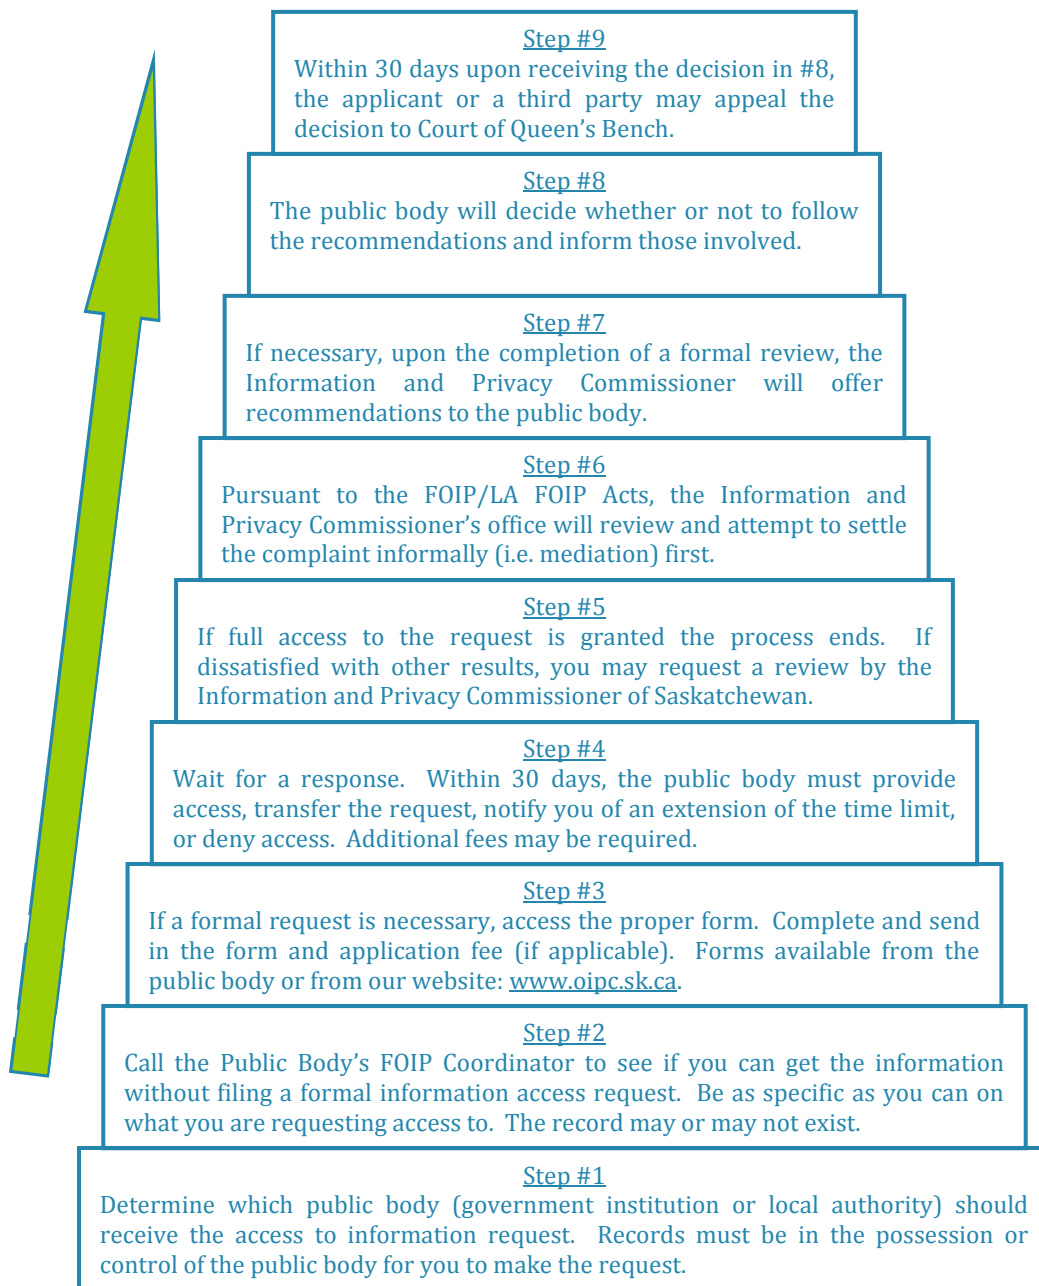 Step #9
Within 30 days upon receiving the decision in #8,
the applicant or a third party may appeal the
decision to Court of Queen's Bench.
Step #8
The public body will decide whether or not to follow
the recommendations and inform those involved.
Step #7
If necessary, upon the completion of a formal review, the
Information and Privacy Commissioner will offer
recommendations to the public body.
Step #6
Pursuant to the FOIP/LA FOIP Acts, the Information and
Privacy Commissioner's office will review and attempt to settle
the complaint informally (i.e. mediation) first.
Step #5
If full access to the request is granted the process ends. If
dissatisfied with other results, you may request a review by the
Information and Privacy Commissioner of Saskatchewan.
Step #4
Wait for a response. Within 30 days, the public body must provide
access, transfer the request, notify you of an extension of the time limit,
or deny access. Additional fees may be required.
Step #3
If a formal request is necessary, access the proper form. Complete and send
in the form and application fee (if applicable). Forms available from the
public body or from our website: www.oipc.sk.ca.
Step #2
Call the Public Body's FOIP Coordinator to see if you can get the information
without filing a formal information access request. Be as specific as you can on
what you are requesting access to. The record may or may not exist.
Step #1
Determine which public body (government institution or local authority) should
receive the access to information request. Records must be in the possession or
control of the public body for you to make the request.